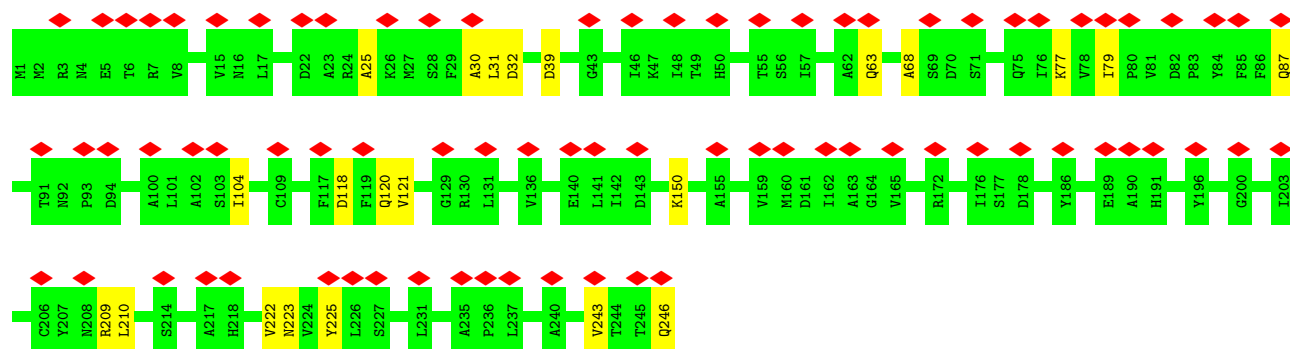 M1 M2 R3 N4 E5 T6 R7 V8 V15 N16 L17 D22 A23 R24 A25 K26 M27 S28 F29 A30 L31 D32 D39 G43 I46 K47 I48 T49 H50 T55 S56 I57 A62 Q63 A68 S69 D70 S71 Q75 I76 K77 V78 I79 P80 V81 D82 P83 Y84 F85 F86 Q87
T91 N92 P93 D94 A100 L101 A102 S103 I104 C109 F117 D118 F119 Q120 V121 G129 R130 L131 V136 E140 L141 I142 D143 K150 A155 V159 M160 D161 I162 A163 G164 V165 R172 I176 S177 D178 Y186 E189 A190 H191 Y196 G200 I203
C206 Y207 N208 R209 L210 S214 A217 H218 V222 N223 V224 Y225 L226 S227 L231 A235 P236 L237 A240 V243 T244 T245 Q246